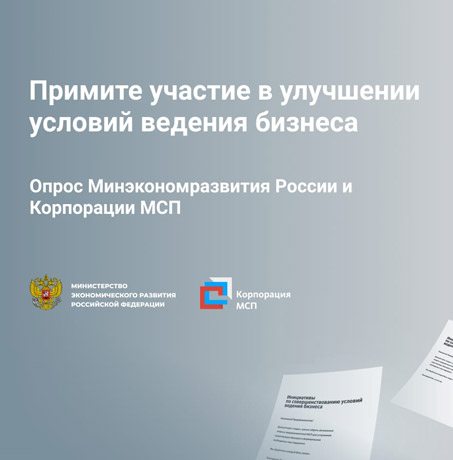 Примите участие в улучшении
условий ведения бизнеса
Опрос Минэкономразвития России и
Корпорации МСП
МИНИСТЕРСТВО
ЭКОНОМИЧЕСКОГО РАЗВИТИЯ
РОССИЙСКОЙ ФЕДЕРАЦИИ
Корпорация
МСП
Инициативы
по совершенствованию условий
ведения бизнеса